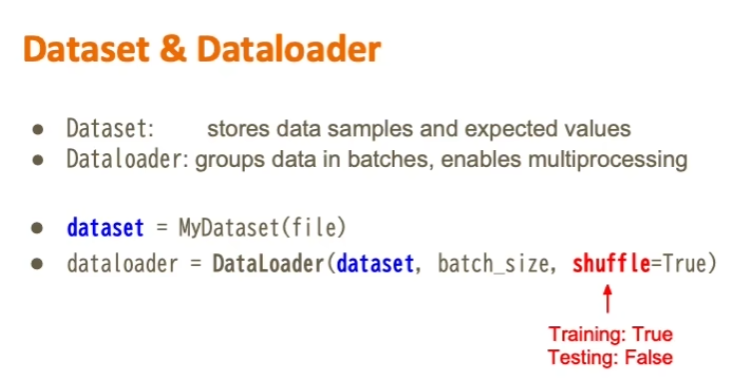 Dataset & Dataloader
● Dataset: stores data samples and expected values
● Dataloader: groups data in batches, enables multiprocessing
● dataset = MyDataset(file)
● dataloader = DataLoader(dataset, batch_size, shuffle=True)
Training: True
Testing: False